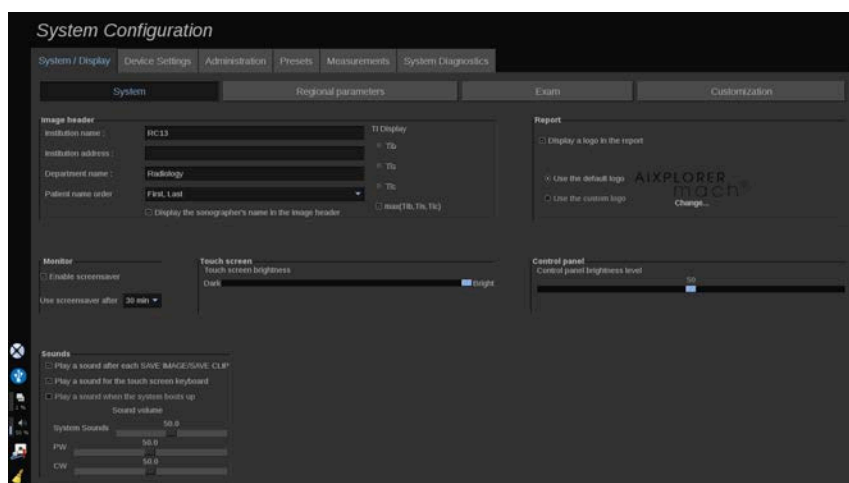 System Configuration
System / Display Device Settings Administration Presets Measurements System Diagnostics
System Regional parameters Exam Customization
Image header
Institution name : RC13
Institution address :
Department name : Radiology
Patient name order First, Last
Display the sonographer's name in the image header
TI Display
Tib
Tis
Tic
max(Tib,Tis,Tic)
Report
Display a logo in the report
Use the default logo AIXPLORER
mach
Use the custom logo Change...
Monitor
Enable screensaver
Use screensaver after 30 min
Touch screen
Touch screen brightness
Dark Bright
Control panel
Control panel brightness level
50
Sounds
Play a sound after each SAVE IMAGE/SAVE CLIP
Play a sound for the touch screen keyboard
Play a sound when the system boots up
Sound volume
System Sounds 50.0
PW 50.0
CW 50.0